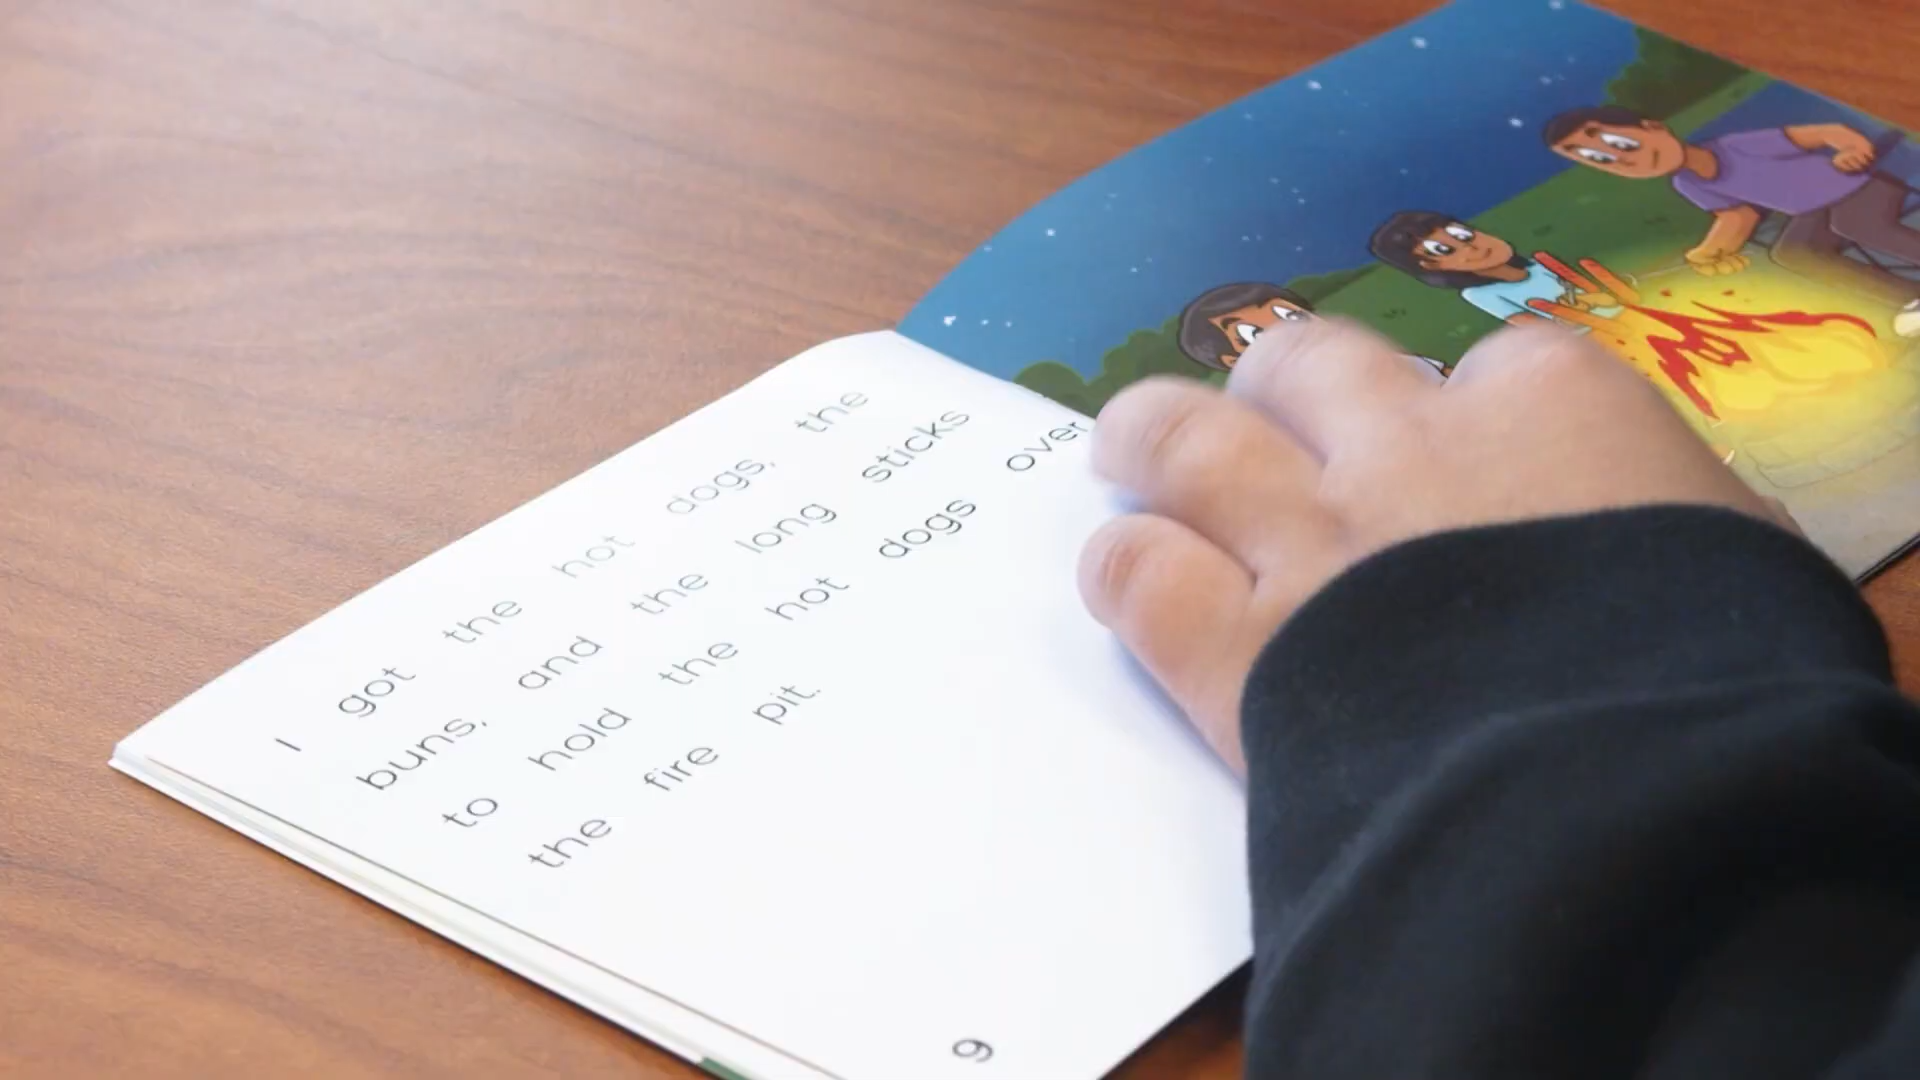 I got the hot dogs, the
buns, and the long sticks
to hold the hot dogs over
the fire pit.
9